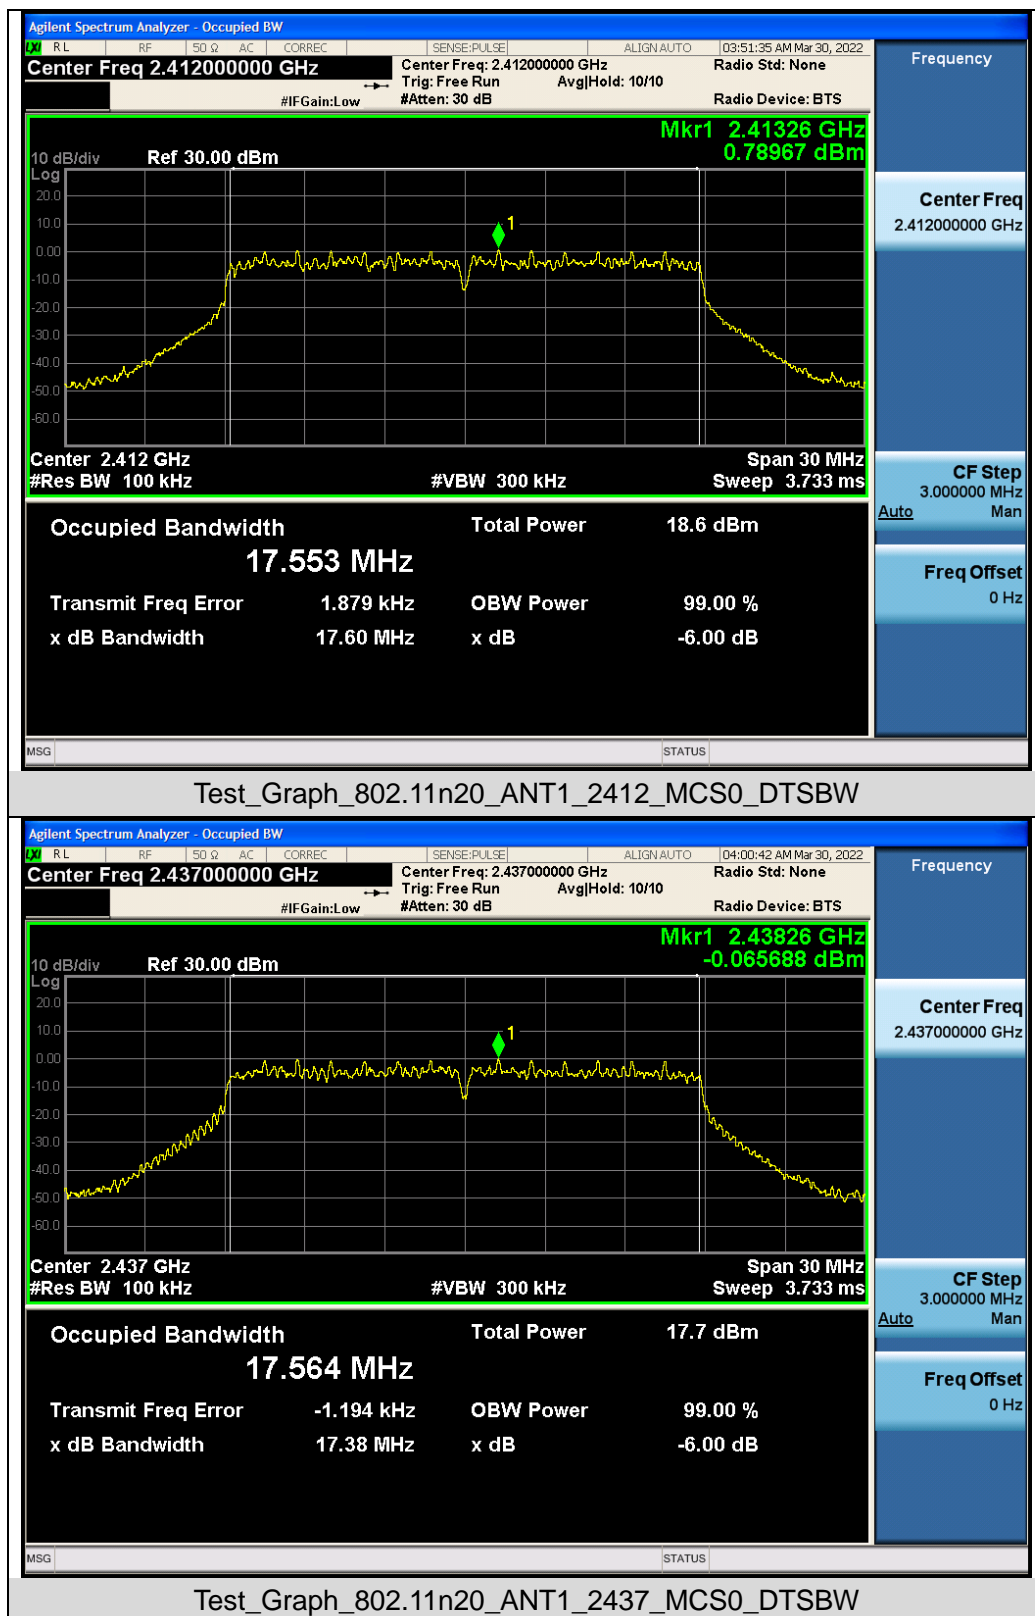 Agilent Spectrum Analyzer - Occupied BW
LXI RL RF 50 Ω AC CORREC SENSE:PULSE ALIGN AUTO 03:51:35 AM Mar 30, 2022
Center Freq 2.412000000 GHz Center Freq: 2.412000000 GHz Radio Std: None Frequency
Trig: Free Run Avg|Hold: 10/10
#IFGain:Low #Atten: 30 dB Radio Device: BTS
Mkr1 2.41326 GHz
0.78967 dBm
10 dB/div Ref 30.00 dBm
Log
20.0
10.0
0.00
-10.0
-20.0
-30.0
-40.0
-50.0
-60.0
1
Center Freq
2.412000000 GHz
Center 2.412 GHz Span 30 MHz
#Res BW 100 kHz #VBW 300 kHz Sweep 3.733 ms
CF Step
3.000000 MHz
Auto Man
Freq Offset
0 Hz
Occupied Bandwidth Total Power 18.6 dBm
17.553 MHz
Transmit Freq Error 1.879 kHz OBW Power 99.00 %
x dB Bandwidth 17.60 MHz x dB -6.00 dB
MSG STATUS
Test_Graph_802.11n20_ANT1_2412_MCS0_DTSBW
Agilent Spectrum Analyzer - Occupied BW
LXI RL RF 50 Ω AC CORREC SENSE:PULSE ALIGN AUTO 04:00:42 AM Mar 30, 2022
Center Freq 2.437000000 GHz Center Freq: 2.437000000 GHz Radio Std: None Frequency
Trig: Free Run Avg|Hold: 10/10
#IFGain:Low #Atten: 30 dB Radio Device: BTS
Mkr1 2.43826 GHz
-0.065688 dBm
10 dB/div Ref 30.00 dBm
Log
20.0
10.0
0.00
-10.0
-20.0
-30.0
-40.0
-50.0
-60.0
1
Center Freq
2.437000000 GHz
Center 2.437 GHz Span 30 MHz
#Res BW 100 kHz #VBW 300 kHz Sweep 3.733 ms
CF Step
3.000000 MHz
Auto Man
Freq Offset
0 Hz
Occupied Bandwidth Total Power 17.7 dBm
17.564 MHz
Transmit Freq Error -1.194 kHz OBW Power 99.00 %
x dB Bandwidth 17.38 MHz x dB -6.00 dB
MSG STATUS
Test_Graph_802.11n20_ANT1_2437_MCS0_DTSBW